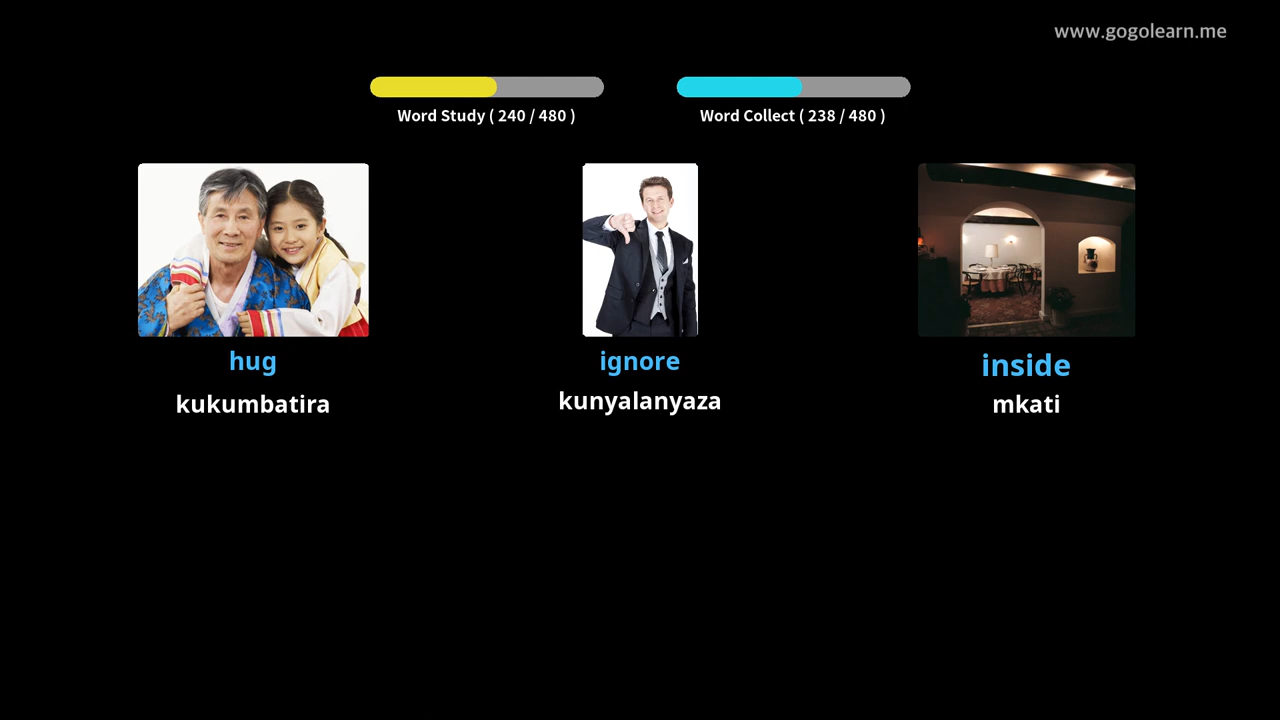 www.gogolearn.me
Word Study ( 240 / 480 )
Word Collect ( 238 / 480 )
hug
ignore
inside
kukumbatira
kunyalanyaza
mkati